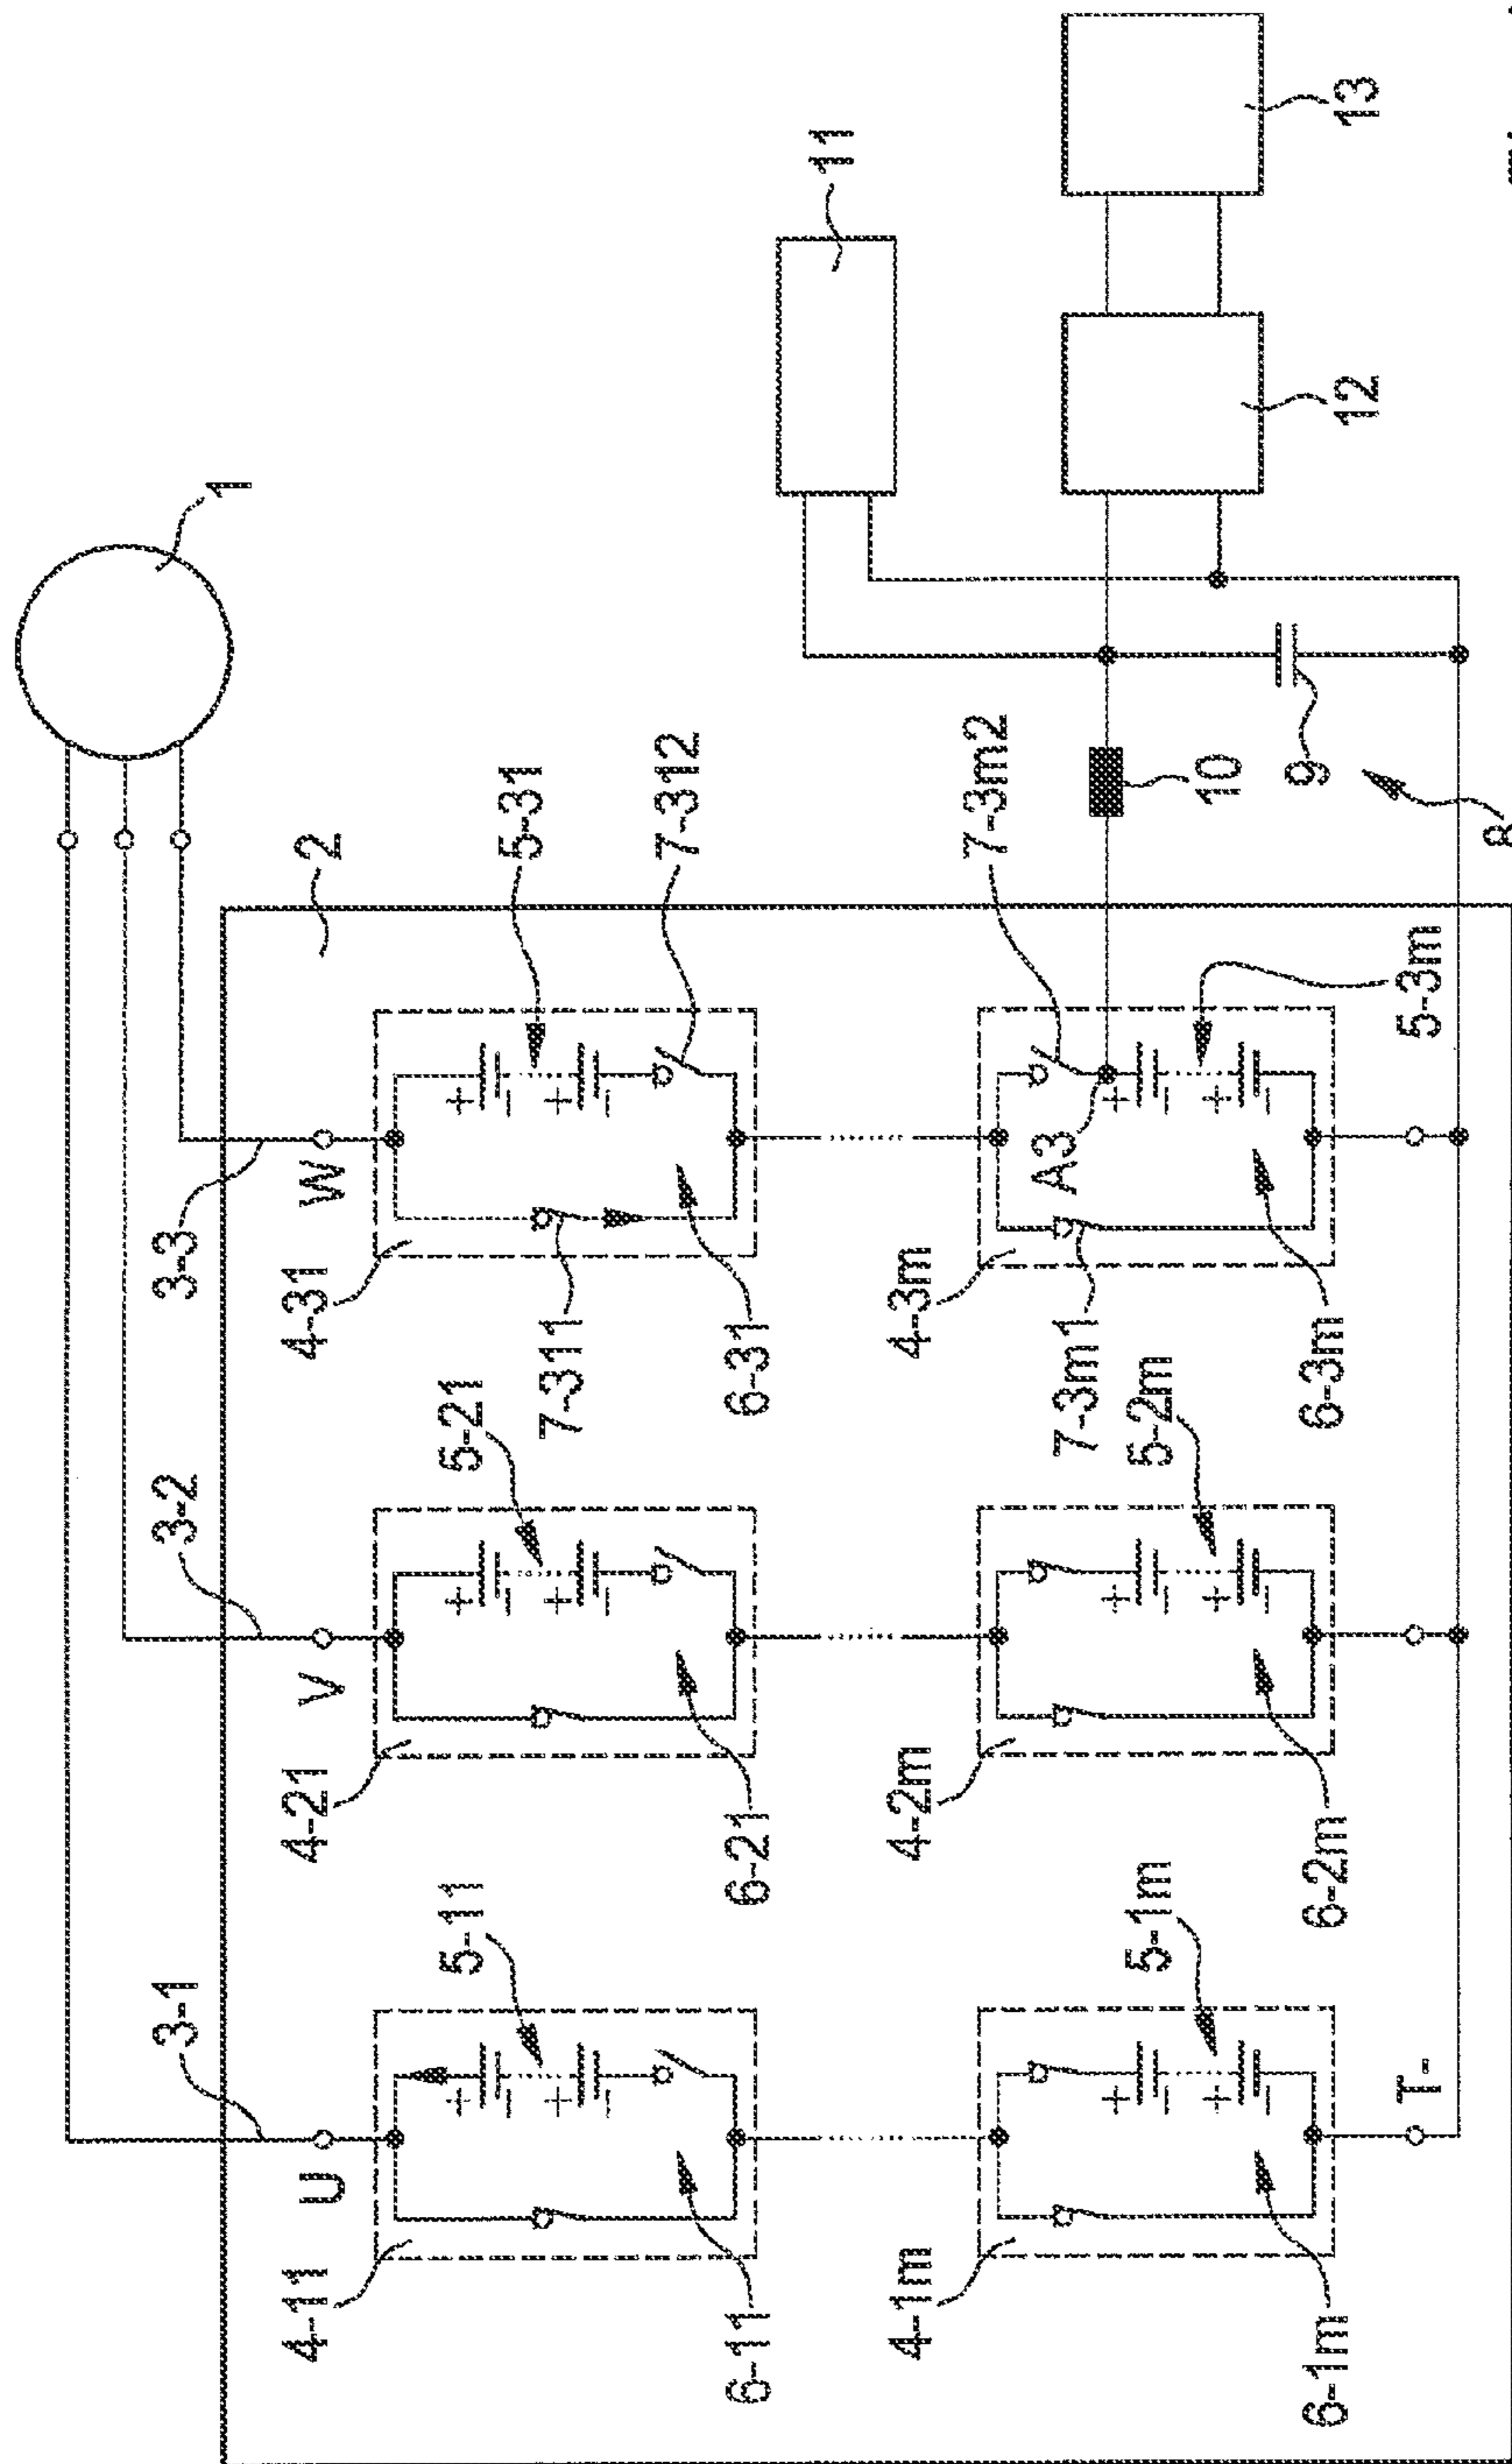 1
2
3-1
3-2
3-3
U
V
W
4-11
4-21
4-31
5-11
5-21
5-31
7-311
7-312
6-11
6-21
6-31
+
−
+
−
+
−
+
−
+
−
+
−
4-1m
4-2m
4-3m
7-3m2
A3
7-3m1
5-1m
5-2m
5-3m
6-1m
6-2m
6-3m
+
−
+
−
+
−
+
−
+
−
+
−
T-
8
9
10
11
12
13